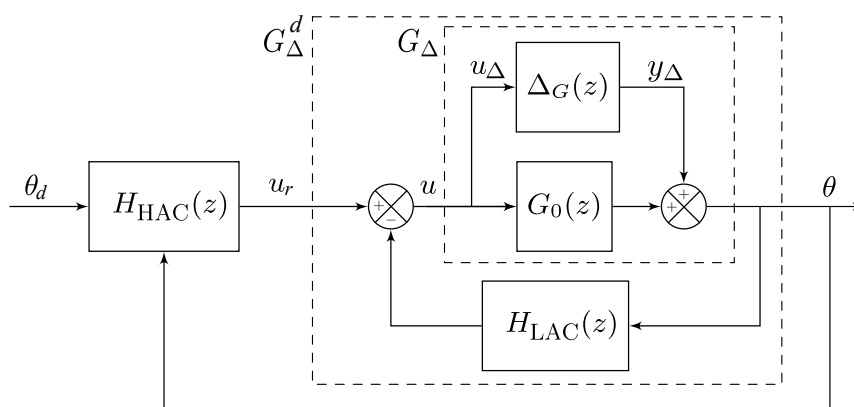 G_Δ^d
G_Δ
u_Δ
Δ_G(z)
y_Δ
θ_d
H_HAC(z)
u_r
+
−
u
G_0(z)
+
+
θ
H_LAC(z)